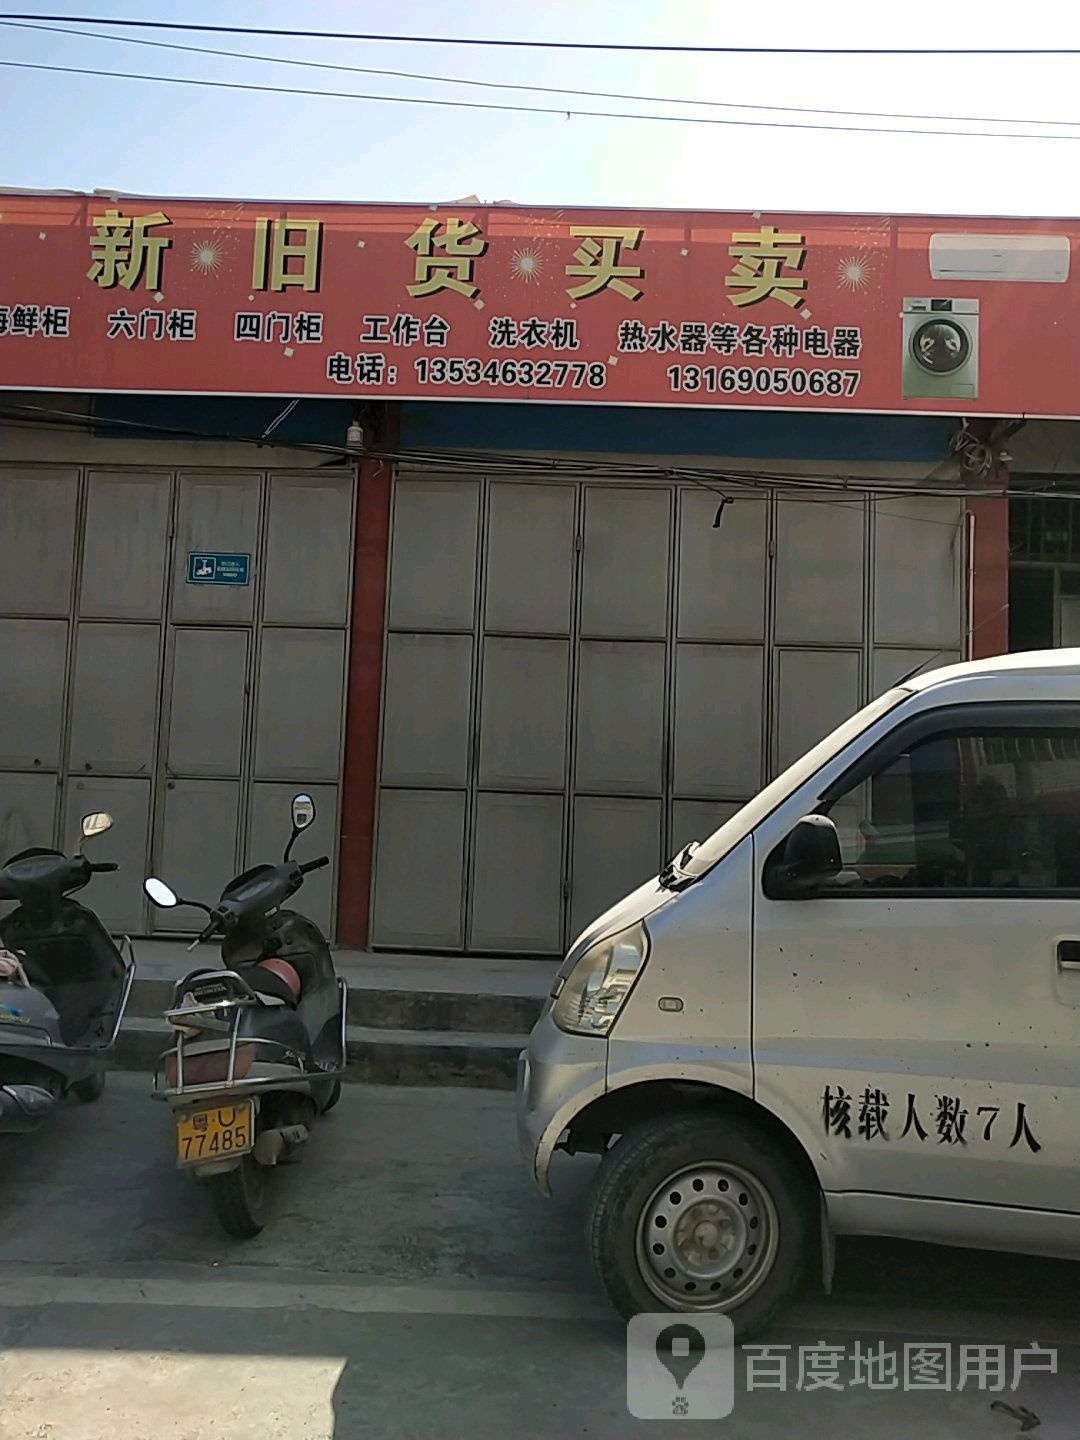 新旧货买卖
海鲜柜 六门柜 四门柜 工作台 洗衣机 热水器等各种电器
电话：13534632778 13169050687
粤·U
77485
核载人数7人
百度地图用户